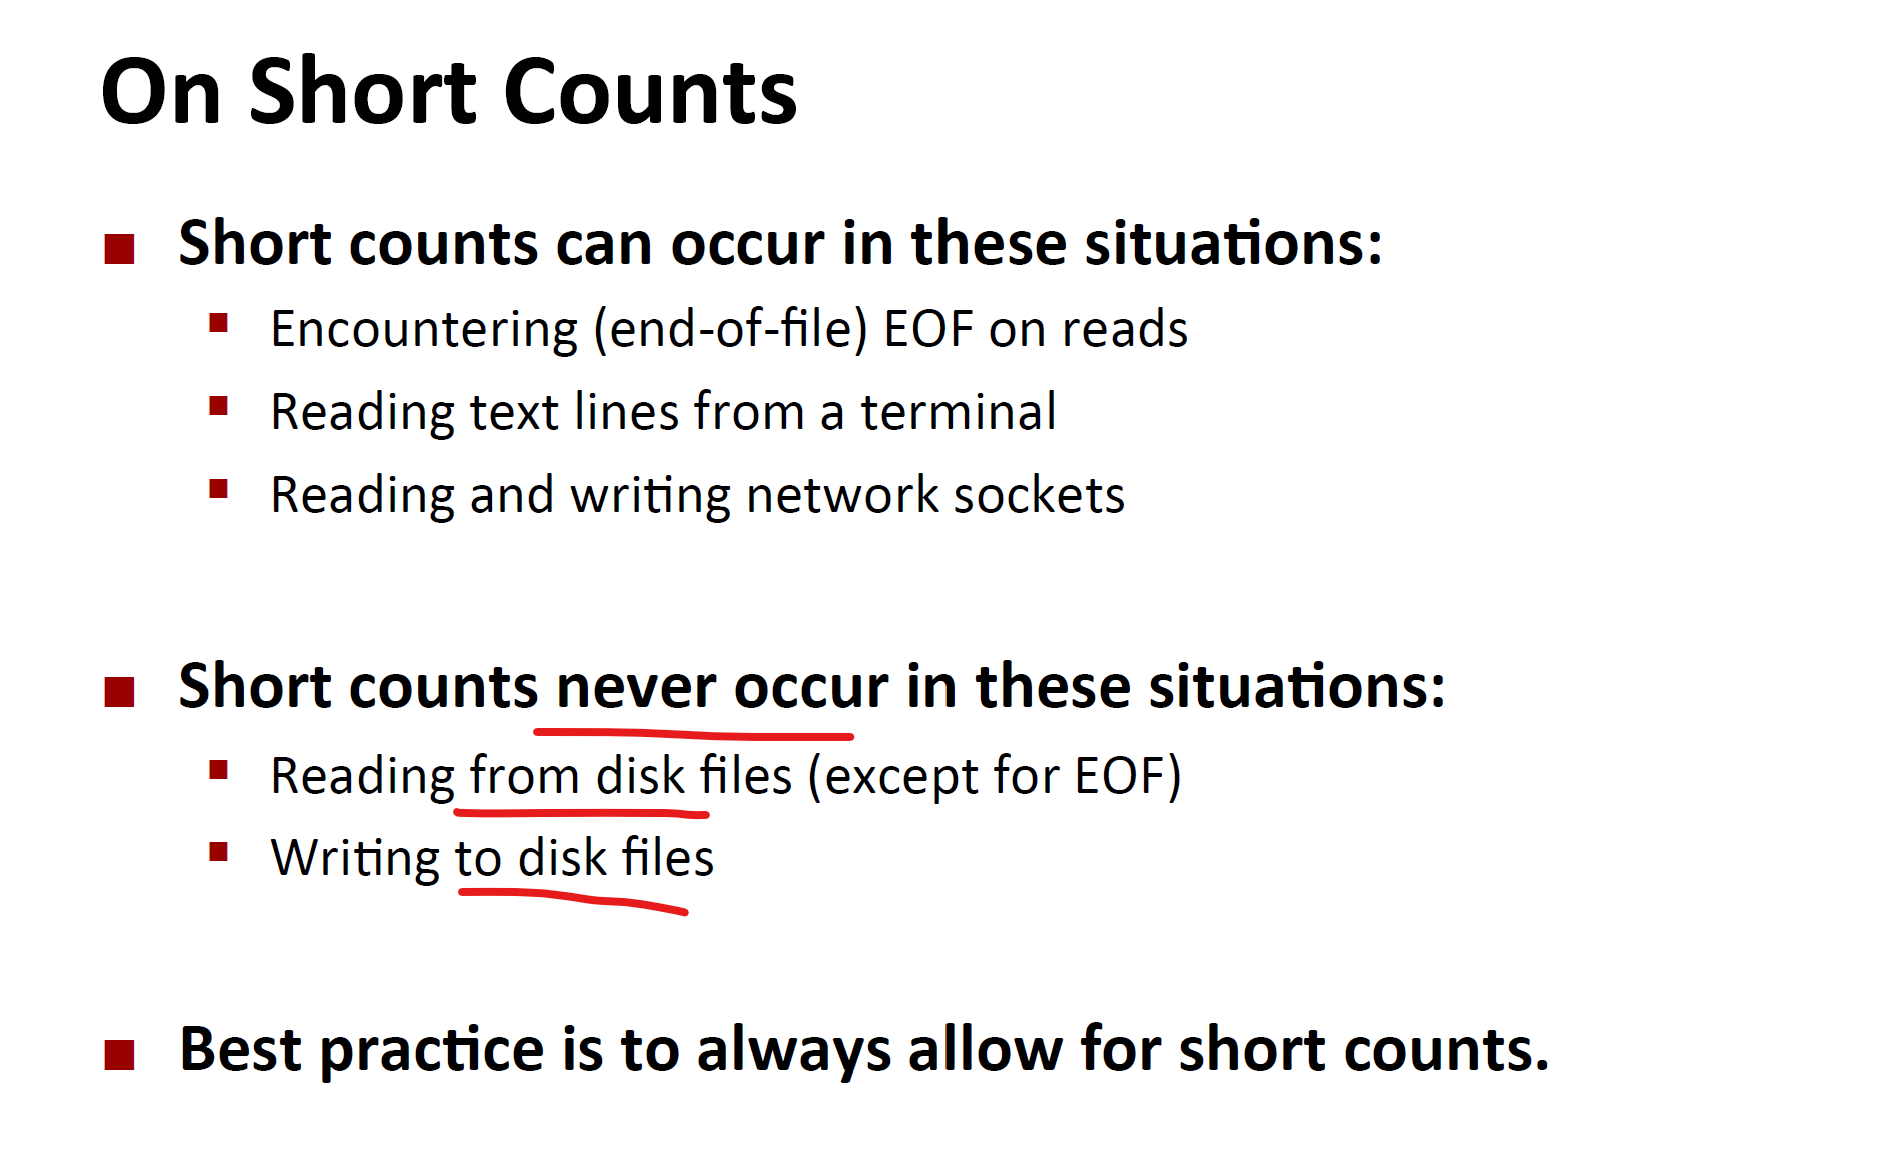 On Short Counts
Short counts can occur in these situations:
Encountering (end-of-file) EOF on reads
Reading text lines from a terminal
Reading and writing network sockets
Short counts never occur in these situations:
Reading from disk files (except for EOF)
Writing to disk files
Best practice is to always allow for short counts.